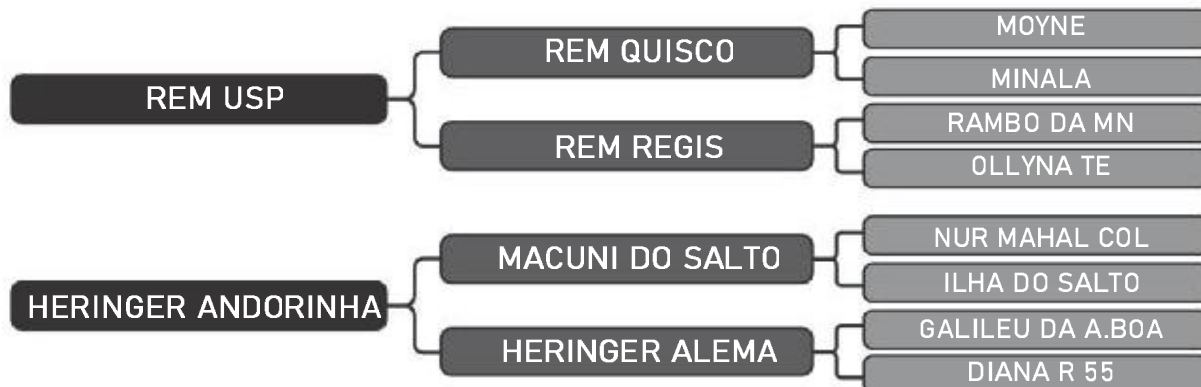 MOYNE
REM QUISCO
MINALA
REM USP
RAMBO DA MN
REM REGIS
OLLYNA TE
NUR MAHAL COL
MACUNI DO SALTO
ILHA DO SALTO
HERINGER ANDORINHA
GALILEU DA A.BOA
HERINGER ALEMA
DIANA R 55